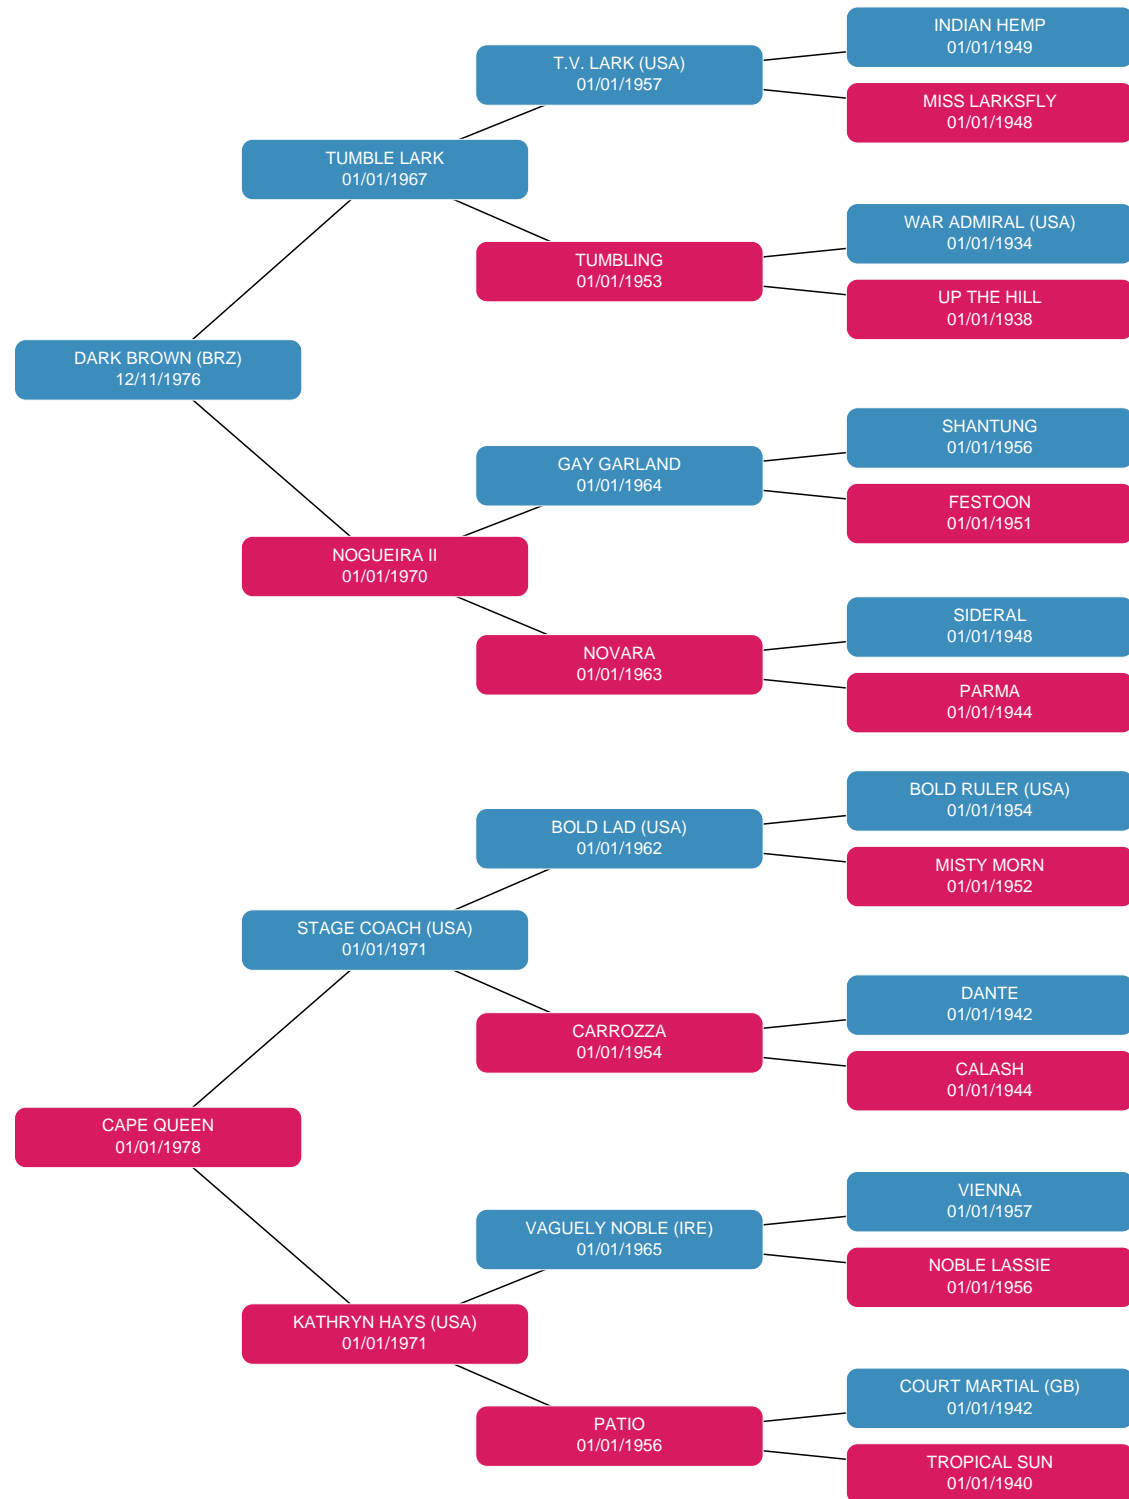 INDIAN HEMP
01/01/1949
T.V. LARK (USA)
01/01/1957
MISS LARKSFLY
01/01/1948
TUMBLE LARK
01/01/1967
WAR ADMIRAL (USA)
01/01/1934
TUMBLING
01/01/1953
UP THE HILL
01/01/1938
DARK BROWN (BRZ)
12/11/1976
SHANTUNG
01/01/1956
GAY GARLAND
01/01/1964
FESTOON
01/01/1951
NOGUEIRA II
01/01/1970
SIDERAL
01/01/1948
NOVARA
01/01/1963
PARMA
01/01/1944
BOLD RULER (USA)
01/01/1954
BOLD LAD (USA)
01/01/1962
MISTY MORN
01/01/1952
STAGE COACH (USA)
01/01/1971
DANTE
01/01/1942
CARROZZA
01/01/1954
CALASH
01/01/1944
CAPE QUEEN
01/01/1978
VIENNA
01/01/1957
VAGUELY NOBLE (IRE)
01/01/1965
NOBLE LASSIE
01/01/1956
KATHRYN HAYS (USA)
01/01/1971
COURT MARTIAL (GB)
01/01/1942
PATIO
01/01/1956
TROPICAL SUN
01/01/1940